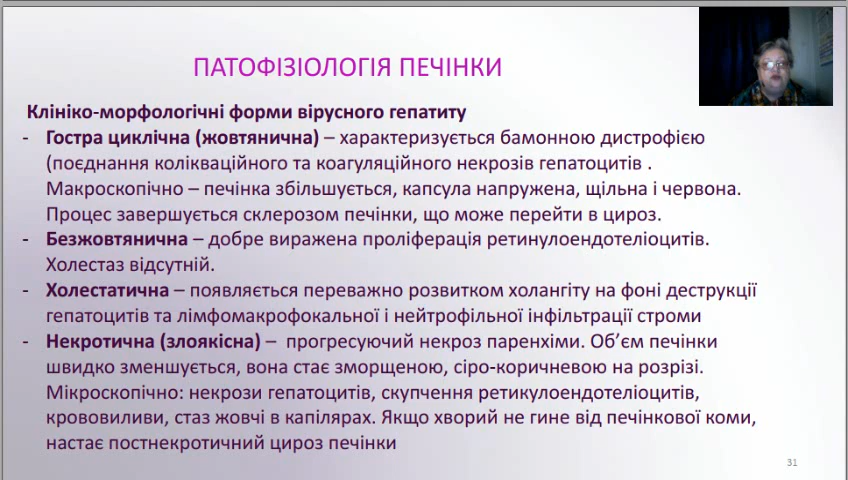 ПАТОФІЗІОЛОГІЯ ПЕЧІНКИ
Клініко-морфологічні форми вірусного гепатиту
- Гостра циклічна (жовтянична) – характеризується бамонною дистрофією
(поєднання колікваційного та коагуляційного некрозів гепатоцитів .
Макроскопічно – печінка збільшується, капсула напружена, щільна і червона.
Процес завершується склерозом печінки, що може перейти в цироз.
- Безжовтянична – добре виражена проліферація ретинулоендотеліоцитів.
Холестаз відсутній.
- Холестатична – появляється переважно розвитком холангіту на фоні деструкції
гепатоцитів та лімфомакрофокальної і нейтрофільної інфільтрації строми
- Некротична (злоякісна) – прогресуючий некроз паренхіми. Об’єм печінки
швидко зменшується, вона стає зморщеною, сіро-коричневою на розрізі.
Мікроскопічно: некрози гепатоцитів, скупчення ретикулоендотеліоцитів,
крововиливи, стаз жовчі в капілярах. Якщо хворий не гине від печінкової коми,
настає постнекротичний цироз печінки
31